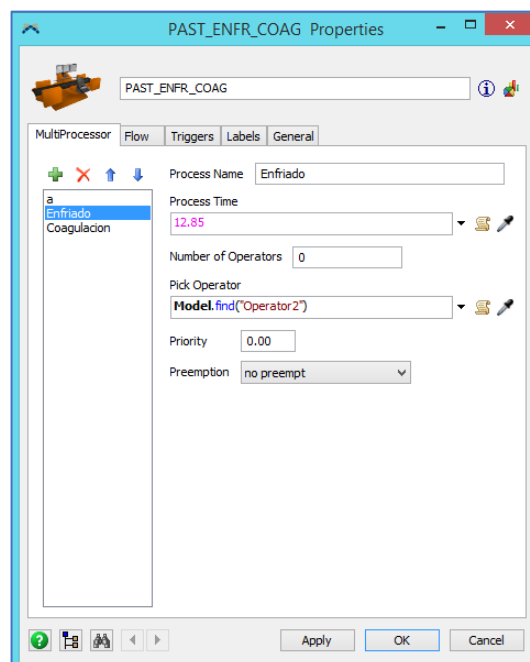 PAST_ENFR_COAG Properties
PAST_ENFR_COAG
MultiProcessor Flow Triggers Labels General
Process Name Enfriado
a
Enfriado
Coagulacion
Process Time
12.85
Number of Operators 0
Pick Operator
Model.find("Operator2")
Priority 0.00
Preemption no preempt
Apply OK Cancel